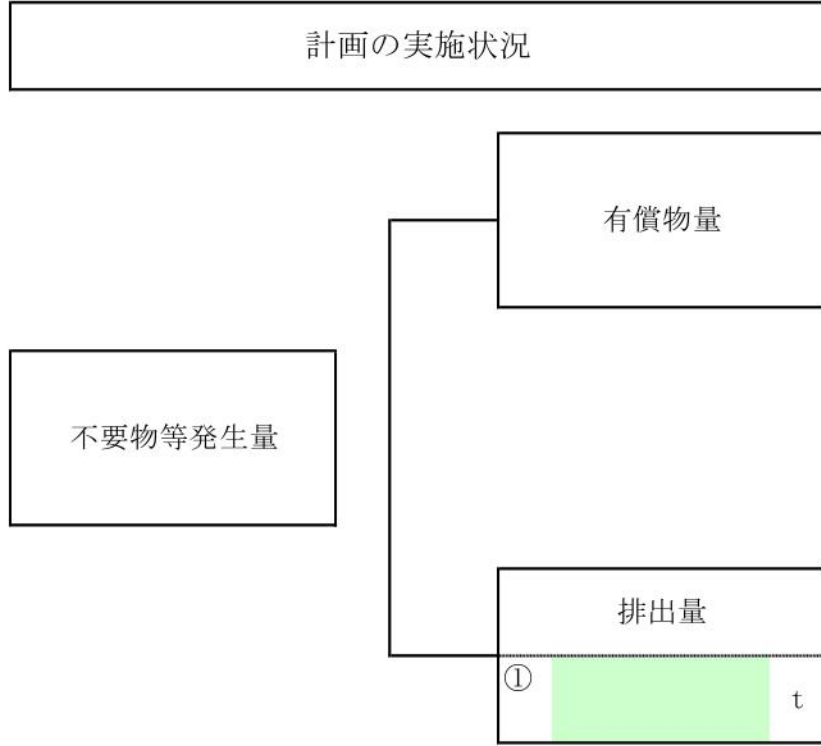 計画の実施状況
有償物量
不要物等発生量
排出量
① t